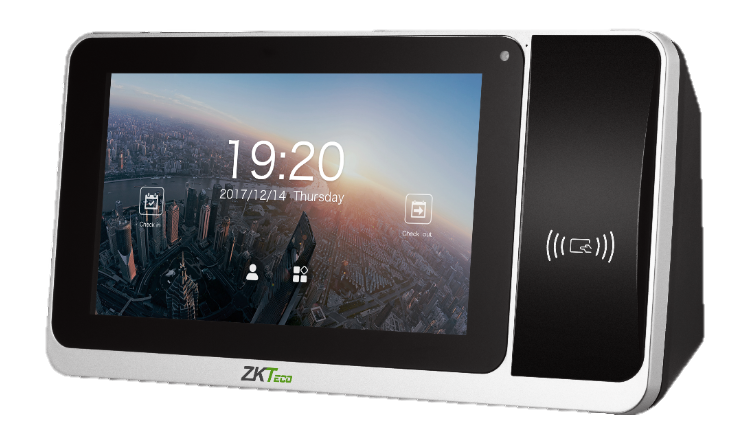 19:20
2017/12/14 Thursday
Check in
Check out
ZKTECO